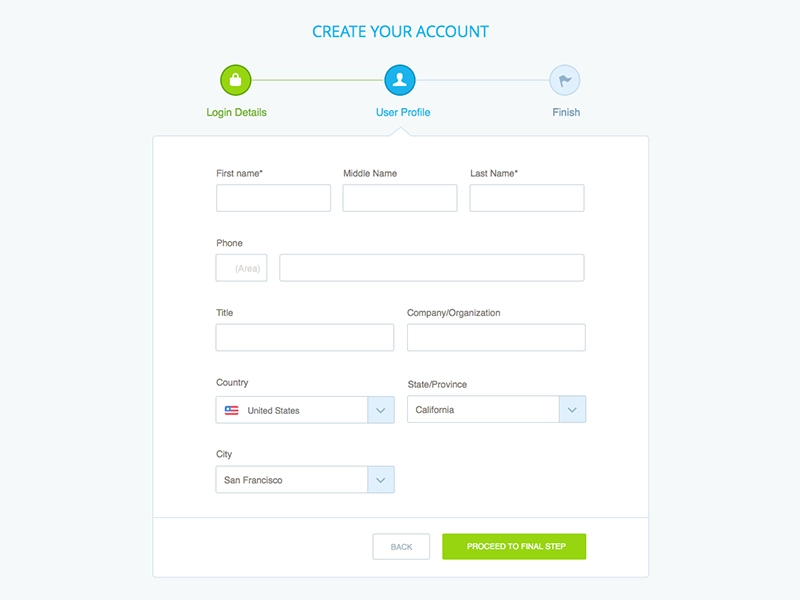 CREATE YOUR ACCOUNT
Login Details User Profile Finish
First name* Middle Name Last Name*
Phone
(Area)
Title Company/Organization
Country State/Province
United States California
City
San Francisco
BACK PROCEED TO FINAL STEP